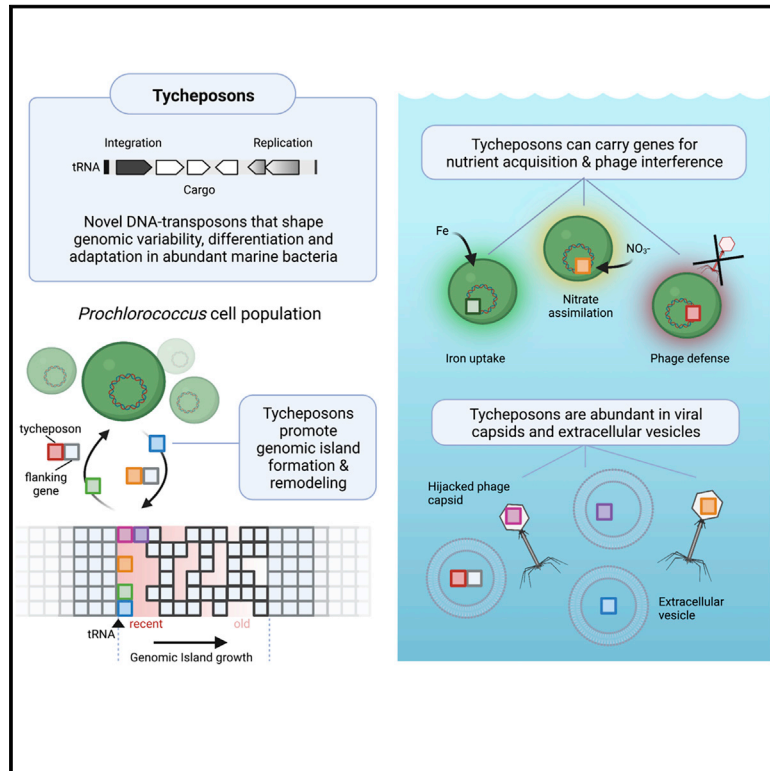 Tycheposons
Integration
Replication
tRNA
Cargo
Novel DNA-transposons that shape
genomic variability, differentiation and
adaptation in abundant marine bacteria
Prochlorococcus cell population
tycheposon
flanking
gene
Tycheposons
promote
genomic island
formation &
remodeling
tRNA
recent
old
Genomic Island growth
Tycheposons can carry genes for
nutrient acquisition & phage interference
Fe
NO₃⁻
Iron uptake
Nitrate
assimilation
Phage defense
Tycheposons are abundant in viral
capsids and extracellular vesicles
Hijacked phage
capsid
Extracellular
vesicle